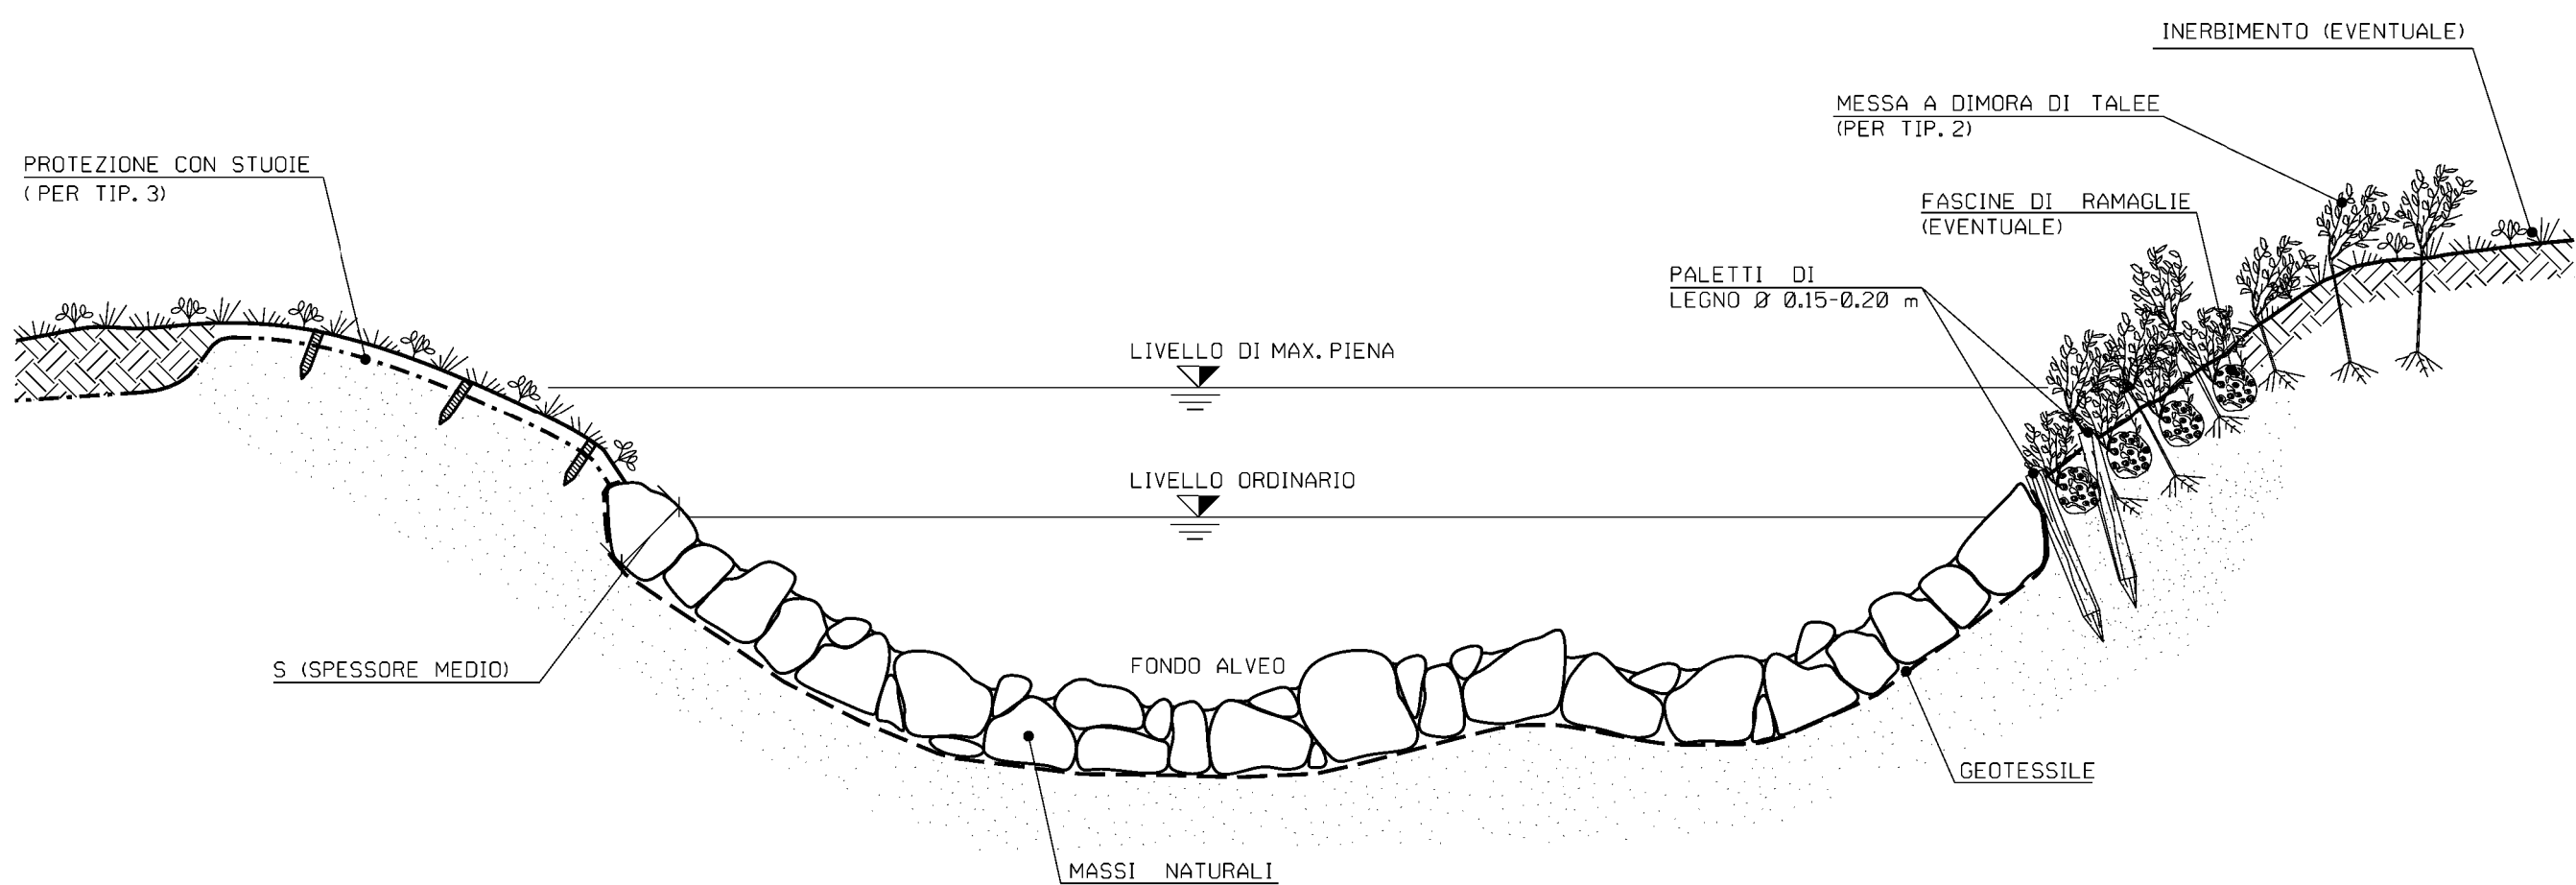 INERBIMENTO (EVENTUALE)
MESSA A DIMORA DI TALEE
(PER TIP. 2)
PROTEZIONE CON STUOIE
( PER TIP. 3)
FASCINE DI RAMAGLIE
(EVENTUALE)
PALETTI DI
LEGNO Ø 0.15-0.20 m
LIVELLO DI MAX. PIENA
LIVELLO ORDINARIO
S (SPESSORE MEDIO)
FONDO ALVEO
GEOTESSILE
MASSI NATURALI